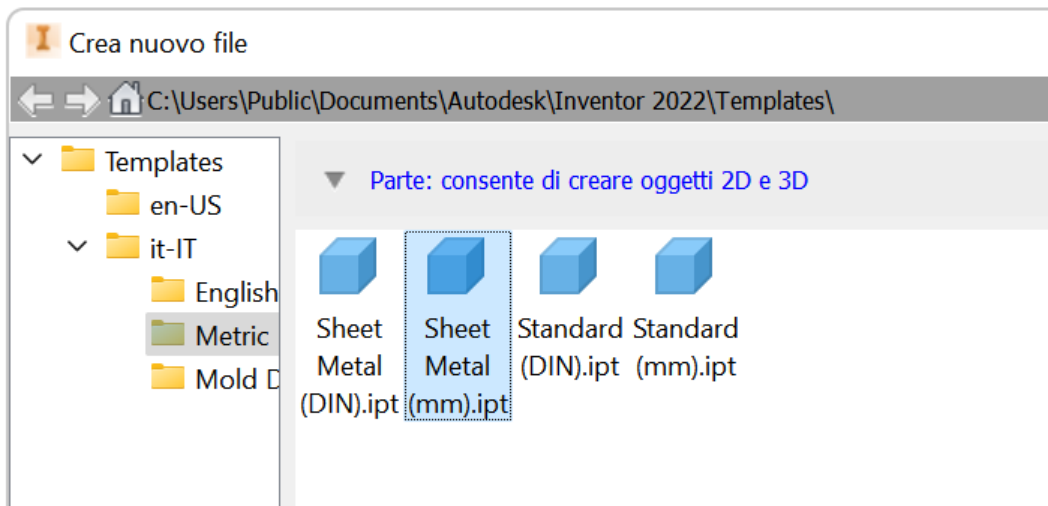 Crea nuovo file
C:\Users\Public\Documents\Autodesk\Inventor 2022\Templates\
Templates
en-US
it-IT
English
Metric
Mold D
Parte: consente di creare oggetti 2D e 3D
Sheet
Metal
(DIN).ipt
Sheet
Metal
(mm).ipt
Standard
(DIN).ipt
Standard
(mm).ipt